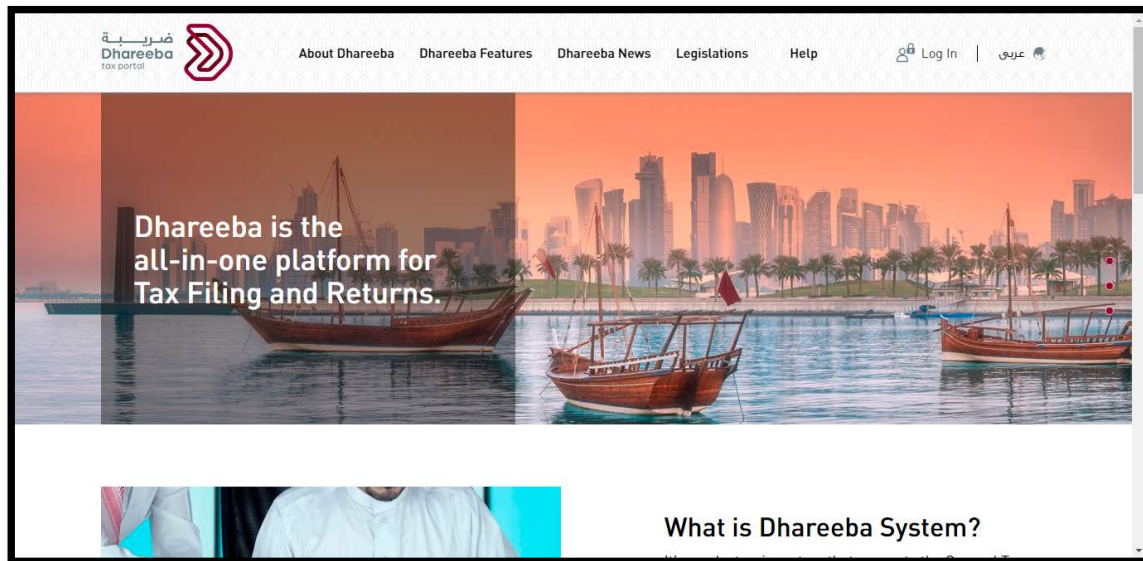 ضريبة
Dhareeba
tax portal
About Dhareeba
Dhareeba Features
Dhareeba News
Legislations
Help
Log In
عربى
Dhareeba is the
all-in-one platform for
Tax Filing and Returns.
What is Dhareeba System?